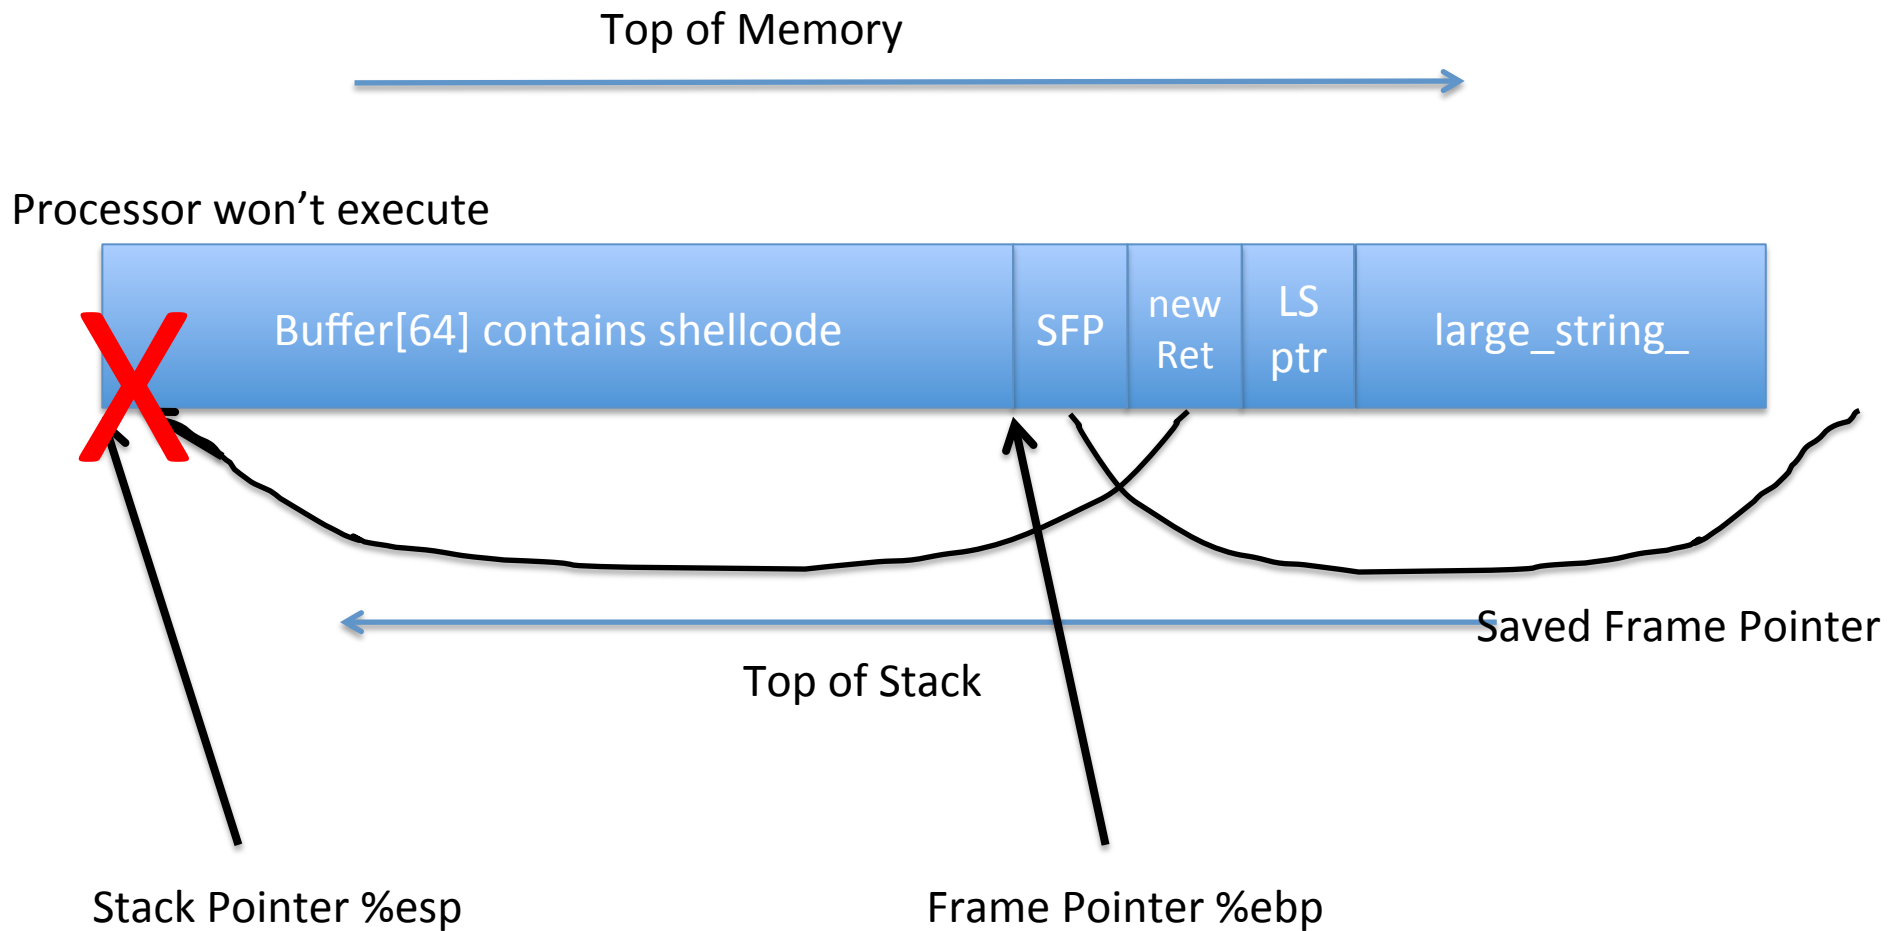 Top of Memory
Processor won't execute
Buffer[64] contains shellcode
SFP
new
Ret
LS
ptr
large_string_
Saved Frame Pointer
Top of Stack
Stack Pointer %esp
Frame Pointer %ebp